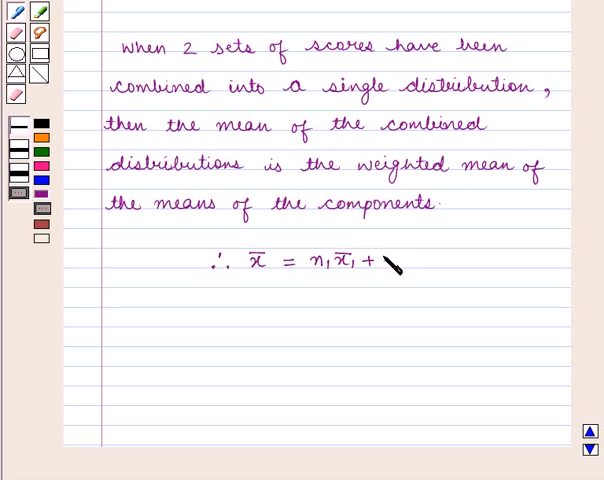 When 2 sets of scores have been
combined into a single distribution,
then the mean of the combined
distributions is the weighted mean of
the means of the components.
∴ x̄ = n₁x̄₁ +